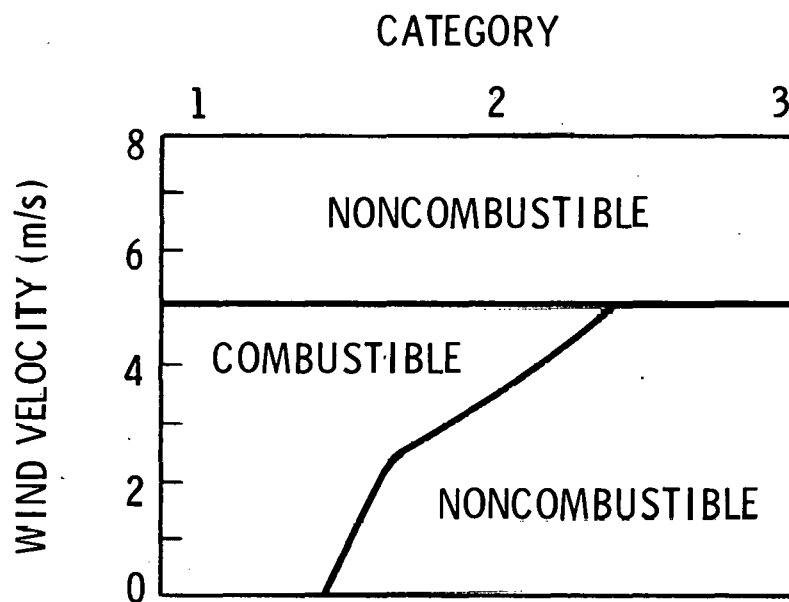 CATEGORY
1 2 3
8
NONCOMBUSTIBLE
6
COMBUSTIBLE
4
2
NONCOMBUSTIBLE
0
WIND VELOCITY (m/s)